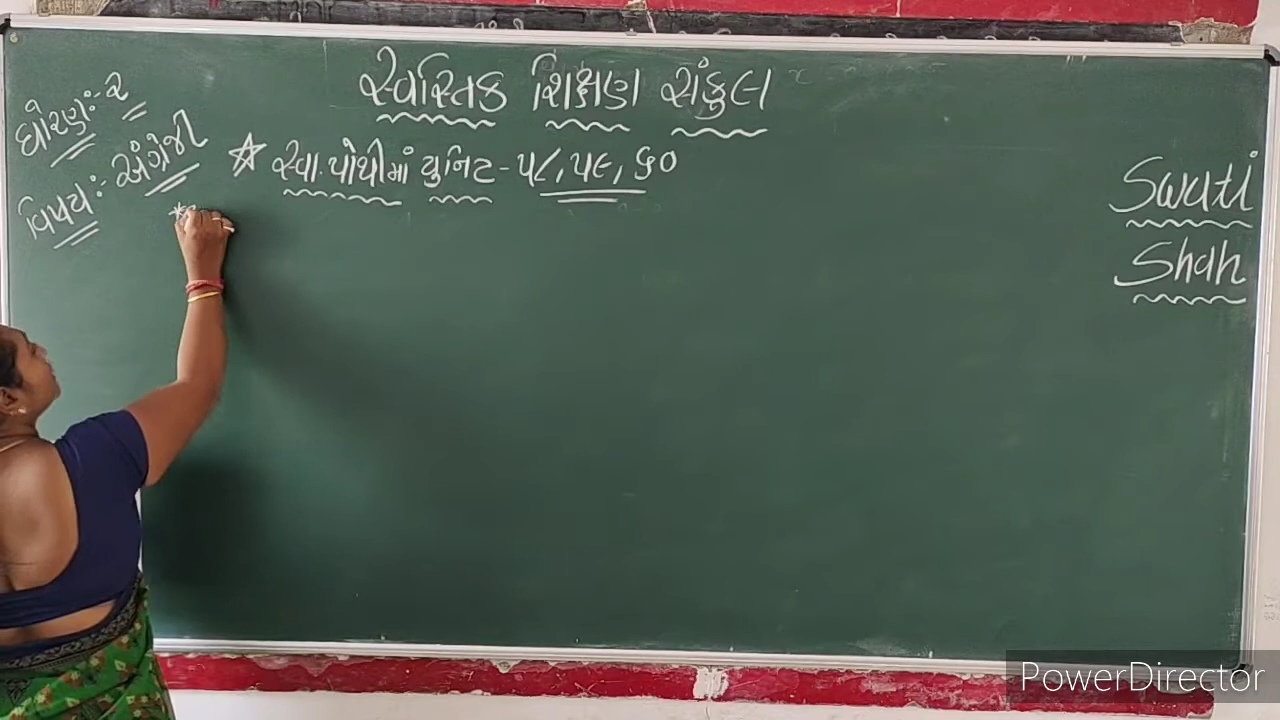 સ્વસ્તિક શિક્ષણ સંકુલ
ધોરણ:- ૨
વિષય:- અંગ્રેજી
☆ સ્વા. પોથીમાં યુનિટ - ૫૮, ૫૯, ૬૦
Swati
Shah
PowerDirector